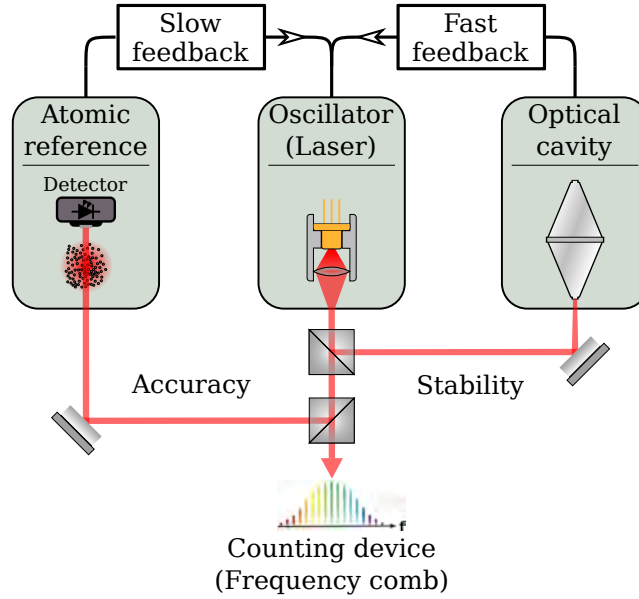 Slow
feedback
Fast
feedback
Atomic
reference
Detector
Oscillator
(Laser)
Optical
cavity
Accuracy
Stability
f
Counting device
(Frequency comb)